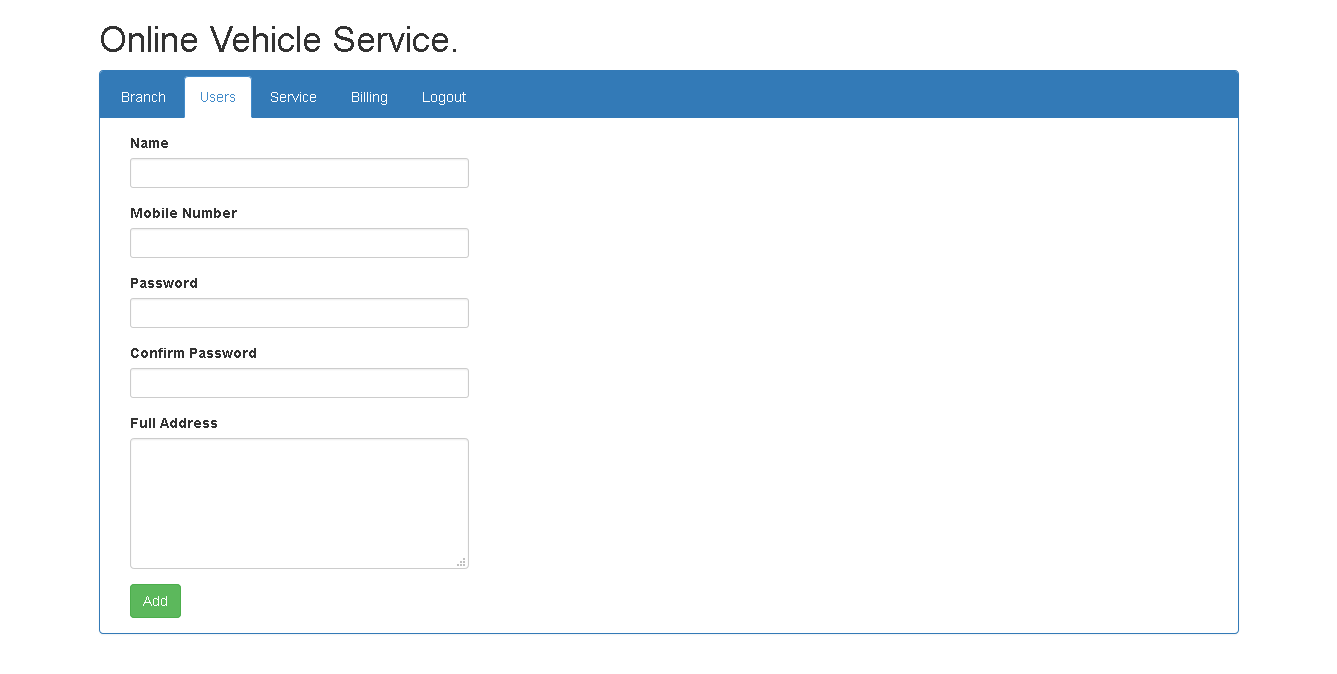 Online Vehicle Service.
Branch Users Service Billing Logout
Name
Mobile Number
Password
Confirm Password
Full Address
Add